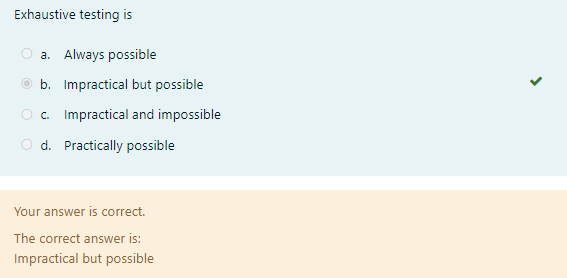 Exhaustive testing is
a. Always possible
b. Impractical but possible
c. Impractical and impossible
d. Practically possible
Your answer is correct.
The correct answer is:
Impractical but possible